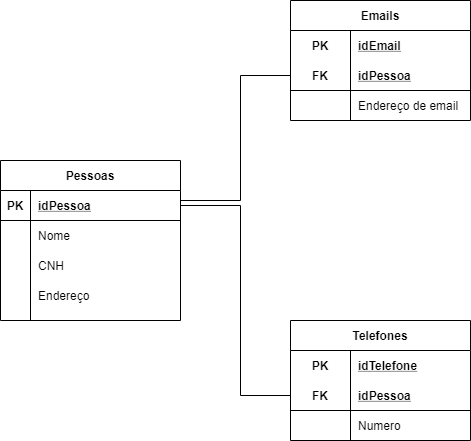 Emails
PK idEmail
FK idPessoa
Endereço de email
Pessoas
PK idPessoa
Nome
CNH
Endereço
Telefones
PK idTelefone
FK idPessoa
Numero